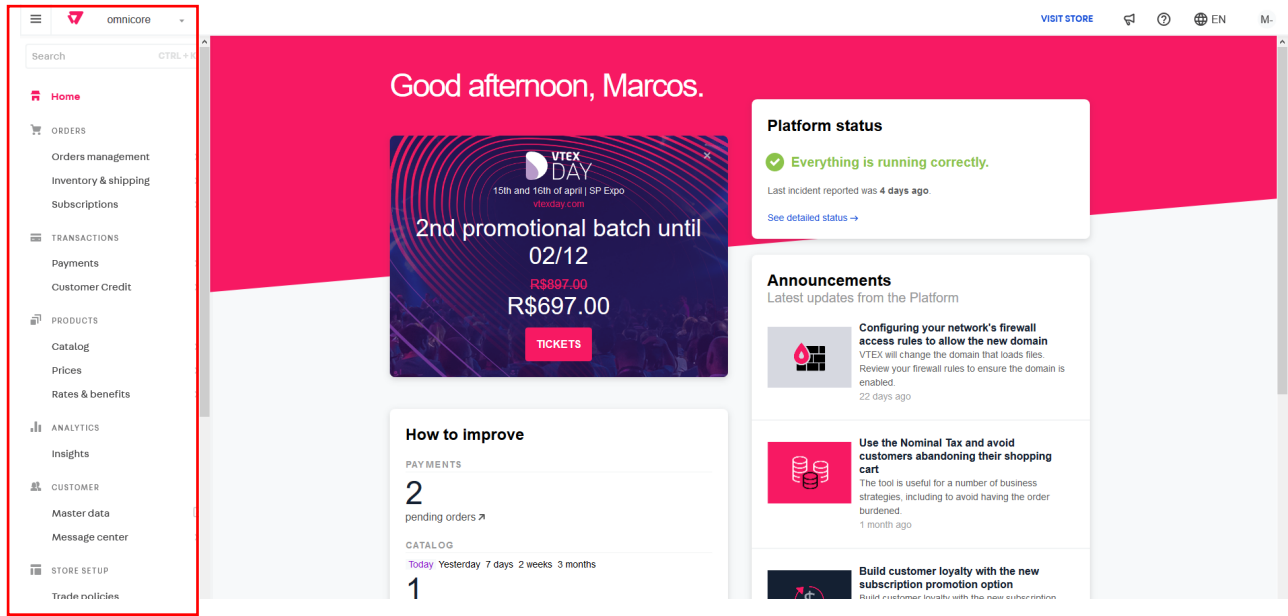 omnicore
VISIT STORE
EN
M-
Search CTRL + K
Home
ORDERS
Orders management
Inventory & shipping
Subscriptions
TRANSACTIONS
Payments
Customer Credit
PRODUCTS
Catalog
Prices
Rates & benefits
ANALYTICS
Insights
CUSTOMER
Master data
Message center
STORE SETUP
Trade policies
Good afternoon, Marcos.
VTEX
DAY
15th and 16th of april | SP Expo
vtexday.com
2nd promotional batch until
02/12
R$897.00
R$697.00
TICKETS
How to improve
PAYMENTS
2
pending orders
CATALOG
Today Yesterday 7 days 2 weeks 3 months
1
Platform status
Everything is running correctly.
Last incident reported was 4 days ago.
See detailed status →
Announcements
Latest updates from the Platform
Configuring your network's firewall
access rules to allow the new domain
VTEX will change the domain that loads files.
Review your firewall rules to ensure the domain is
enabled.
22 days ago
Use the Nominal Tax and avoid
customers abandoning their shopping
cart
The tool is useful for a number of business
strategies, including to avoid having the order
burdened.
1 month ago
Build customer loyalty with the new
subscription promotion option
Build customer loyalty with the new subscription